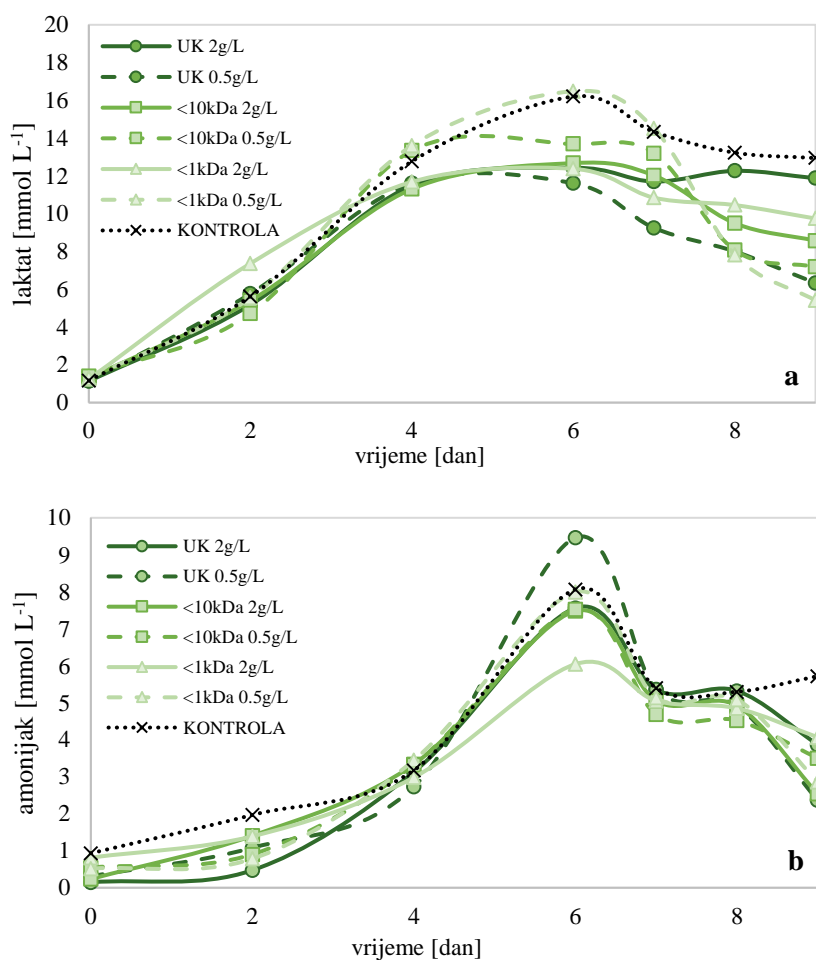 20
18
16
14
12
10
8
6
4
2
0
laktat [mmol L-1]
UK 2g/L
UK 0.5g/L
<10kDa 2g/L
<10kDa 0.5g/L
<1kDa 2g/L
<1kDa 0.5g/L
KONTROLA
a
0 2 4 6 8
vrijeme [dan]
10
9
8
7
6
5
4
3
2
1
0
amonijak [mmol L-1]
UK 2g/L
UK 0.5g/L
<10kDa 2g/L
<10kDa 0.5g/L
<1kDa 2g/L
<1kDa 0.5g/L
KONTROLA
b
0 2 4 6 8
vrijeme [dan]